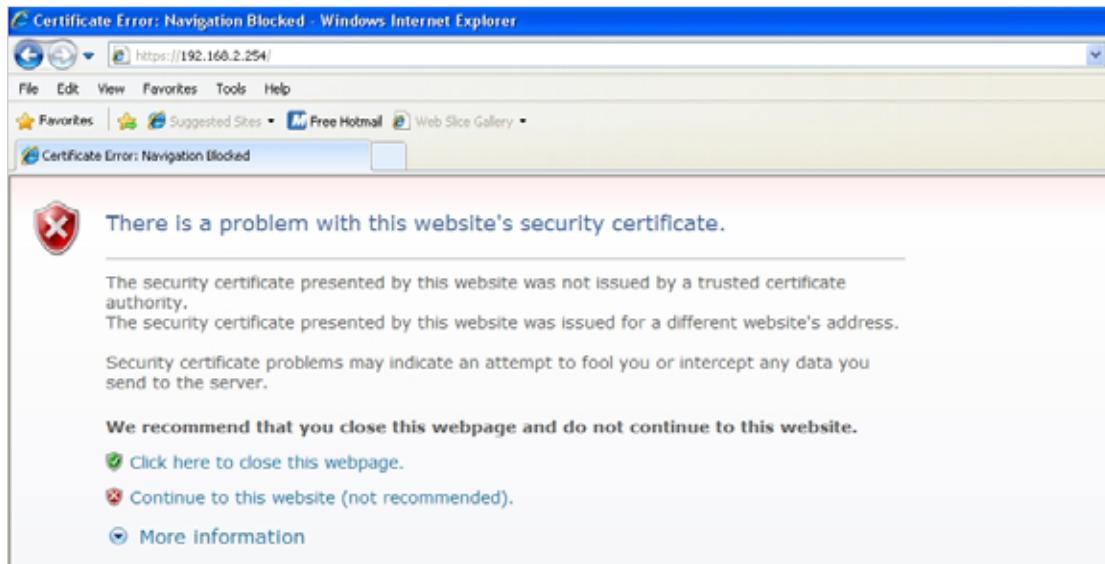 Certificate Error: Navigation Blocked - Windows Internet Explorer
https://192.168.2.254/
File Edit View Favorites Tools Help
Favorites Suggested Sites Free Hotmail Web Slice Gallery
Certificate Error: Navigation Blocked
There is a problem with this website's security certificate.
The security certificate presented by this website was not issued by a trusted certificate
authority.
The security certificate presented by this website was issued for a different website's address.
Security certificate problems may indicate an attempt to fool you or intercept any data you
send to the server.
We recommend that you close this webpage and do not continue to this website.
Click here to close this webpage.
Continue to this website (not recommended).
More information